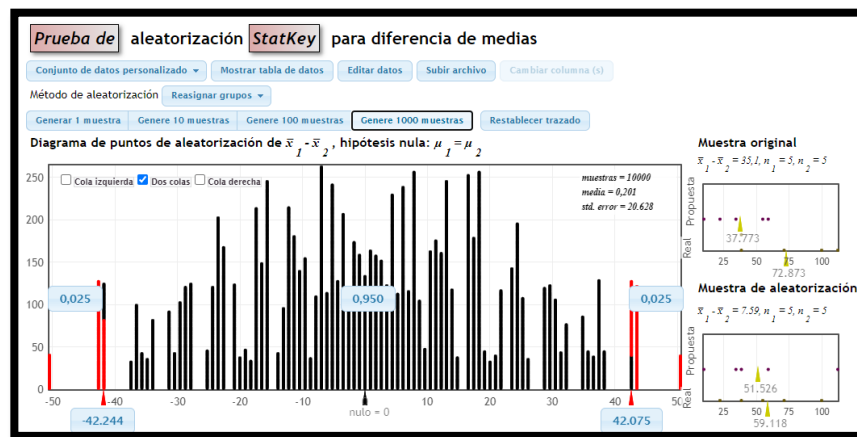 Prueba de aleatorización StatKey para diferencia de medias
Conjunto de datos personalizado Mostrar tabla de datos Editar datos Subir archivo Cambiar columna (s)
Método de aleatorización Reasignar grupos
Generar 1 muestra Genere 10 muestras Genere 100 muestras Genere 1000 muestras Restablecer trazado
Diagrama de puntos de aleatorización de x̅ 1 - x̅ 2 , hipótesis nula: μ 1 = μ 2
Cola izquierda Dos colas Cola derecha
muestras = 10000
media = 0,201
std. error = 20.628
250
200
150
100
50
0
0,025 0,950 0,025
-50 -40 -30 -20 -10 0 10 20 30 40 50
nulo = 0
-42.244 42.075
Muestra original
x̅ 1 - x̅ 2 = 35,1, n 1 = 5, n 2 = 5
Propuesta
37.773
Real
25 50 75 100
72.873
Muestra de aleatorización
x̅ 1 - x̅ 2 = 7.59, n 1 = 5, n 2 = 5
Propuesta
51.526
Real
25 50 75 100
59.118